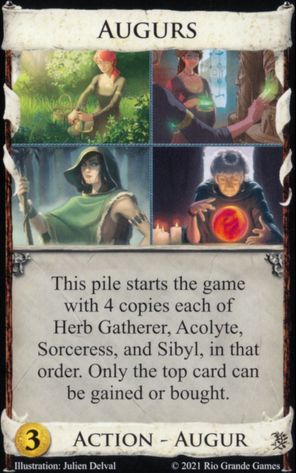 AUGURS
This pile starts the game
with 4 copies each of
Herb Gatherer, Acolyte,
Sorceress, and Sibyl, in that
order. Only the top card can
be gained or bought.
3 ACTION - AUGUR
Illustration: Julien Delval © 2021 Rio Grande Games